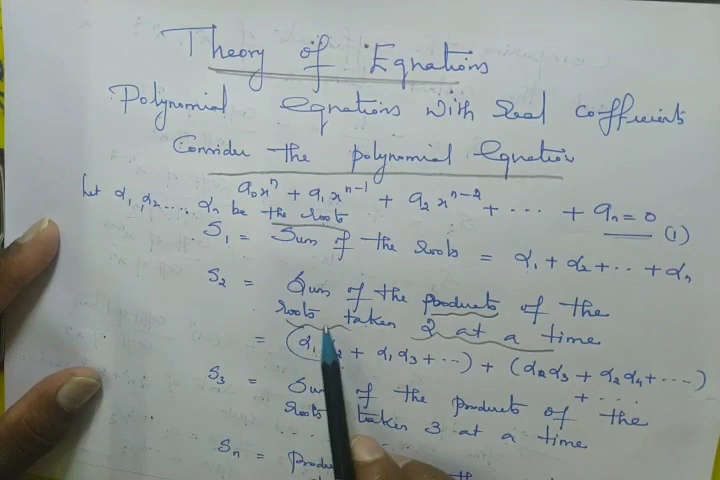 Theory of Equations
Polynomial equations with real coefficients
Consider the polynomial equation
a₀xⁿ + a₁xⁿ⁻¹ + a₂xⁿ⁻² + ... + aₙ = 0 (1)
let α₁, α₂ .... αₙ be the roots
S₁ = Sum of the roots = α₁ + α₂ + ... + αₙ
S₂ = Sum of the products of the
roots taken 2 at a time
= (α₁ α₂ + α₁α₃ + ...) + (α₂α₃ + α₂α₄ + ....)
+ ....
S₃ = Sum of the products of the
roots taken 3 at a time
Sₙ = the